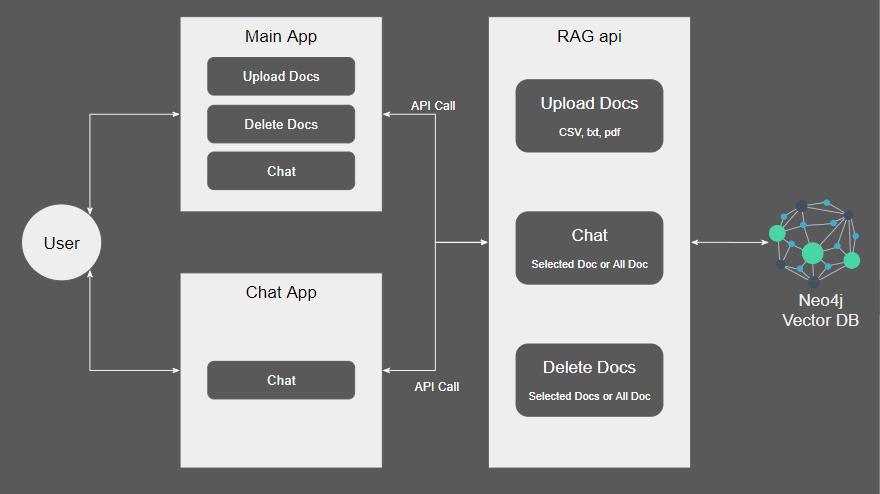 Main App
Upload Docs
Delete Docs
Chat
User
Chat App
Chat
API Call
API Call
RAG api
Upload Docs
CSV, txt, pdf
Chat
Selected Doc or All Doc
Delete Docs
Selected Docs or All Doc
Neo4j
Vector DB